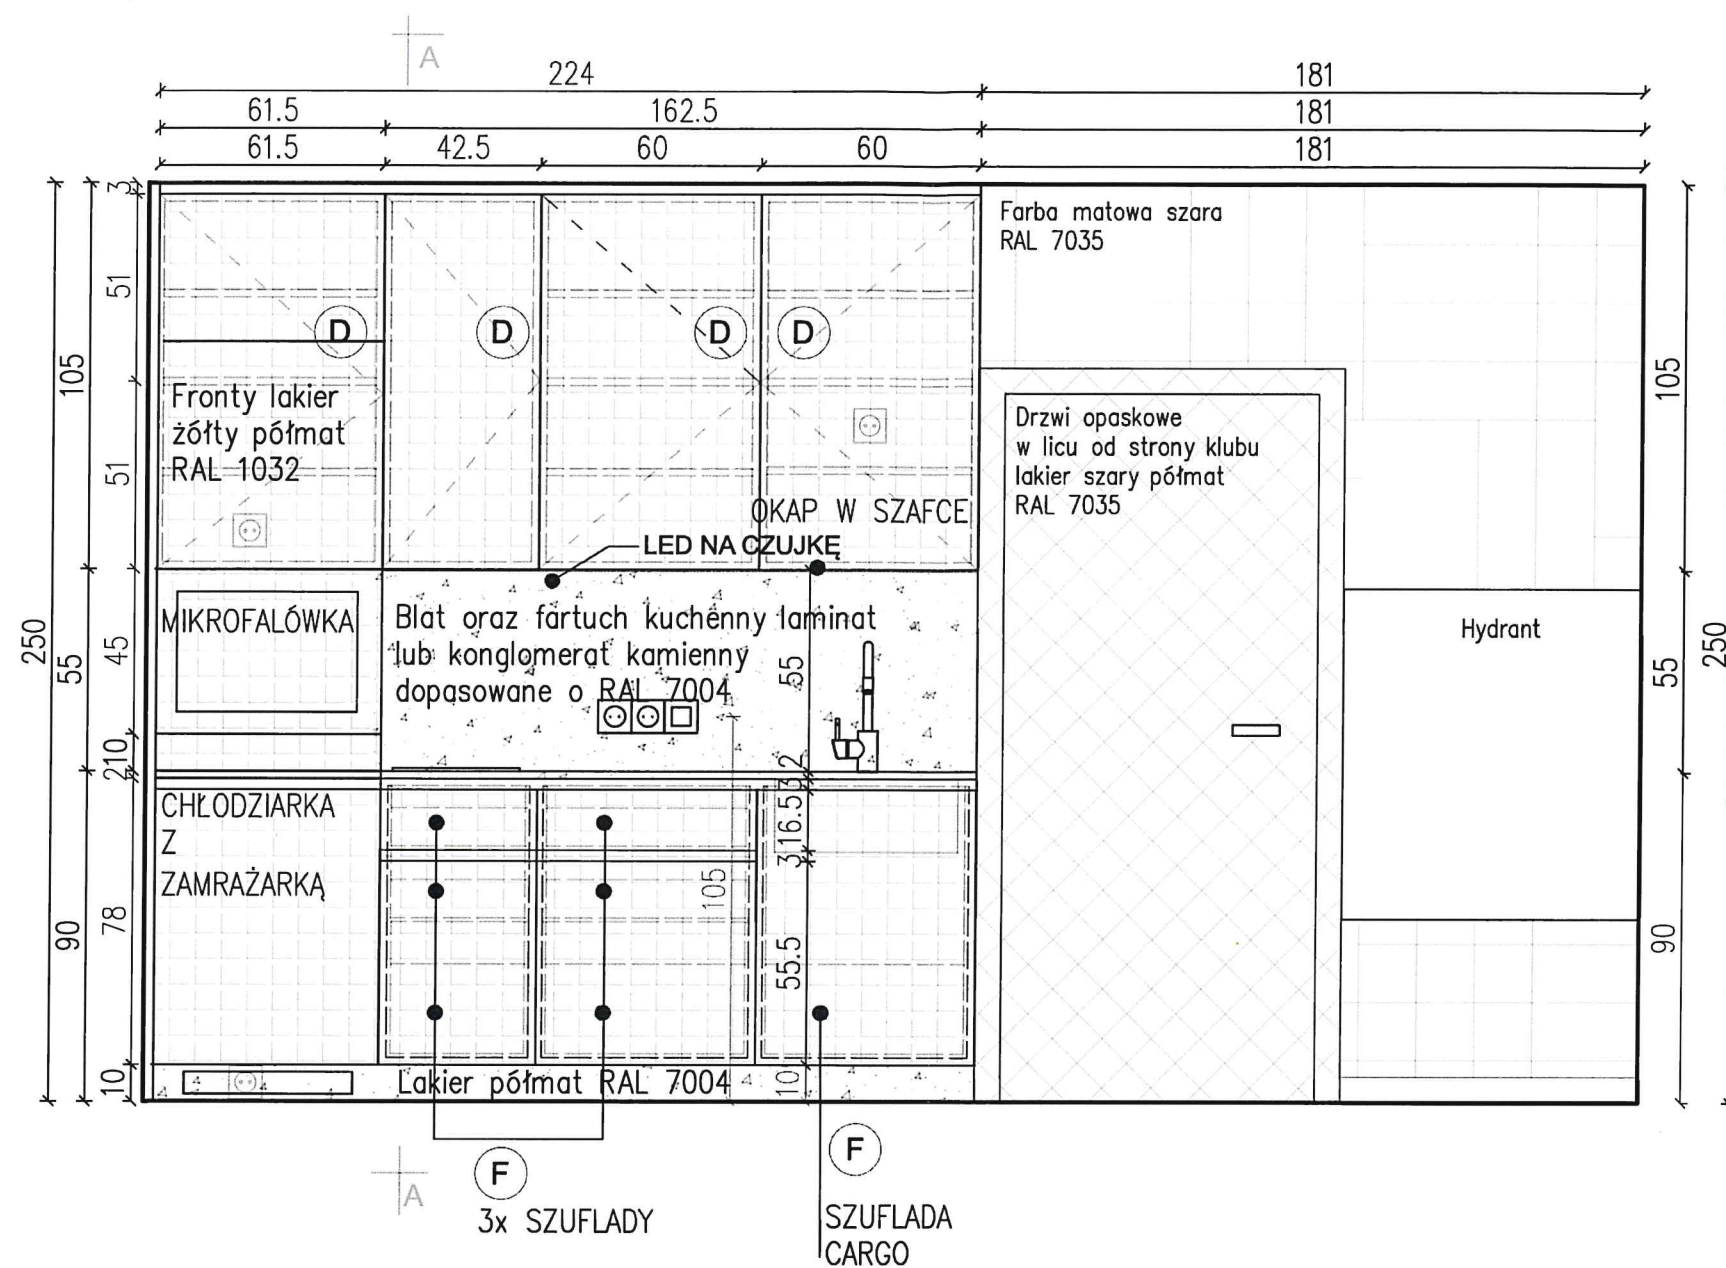 A
224
181
61.5
162.5
181
61.5
42.5
60
60
181
3
51
51
105
250
45
55
10
2
78
90
10
Farba matowa szara
RAL 7035
D
D
D
D
Fronty lakier
żółty półmat
RAL 1032
OKAP W SZAFCE
LED NA CZUJKĘ
Drzwi opaskowe
w licu od strony klubu
lakier szary półmat
RAL 7035
105
55
250
90
MIKROFALÓWKA
Blat oraz fartuch kuchenny laminat
lub konglomerat kamienny
dopasowane o RAL 7004
55
Hydrant
2
3
16.5
3
55.5
10
105
CHŁODZIARKA
Z
ZAMRAŻARKĄ
Lakier półmat RAL 7004
A
F
3x SZUFLADY
F
SZUFLADA
CARGO